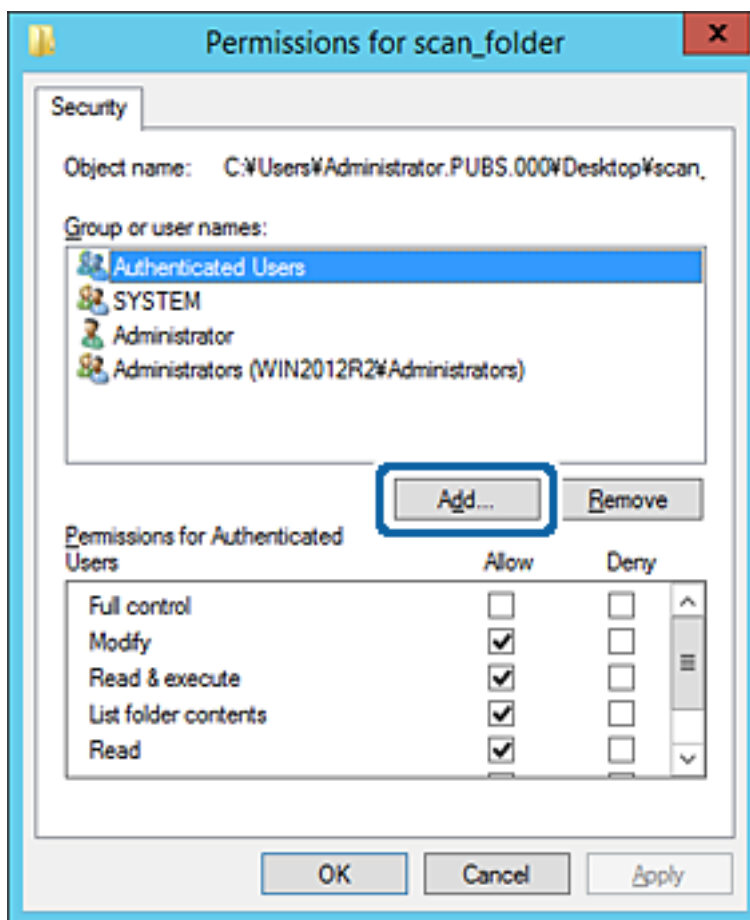 Permissions for scan_folder
x
Security
Object name: C:¥Users¥Administrator.PUBS.000¥Desktop¥scan_
Group or user names:
Authenticated Users
SYSTEM
Administrator
Administrators (WIN2012R2¥Administrators)
Add... Remove
Permissions for Authenticated
Users Allow Deny
Full control
Modify
Read & execute
List folder contents
Read
OK Cancel Apply